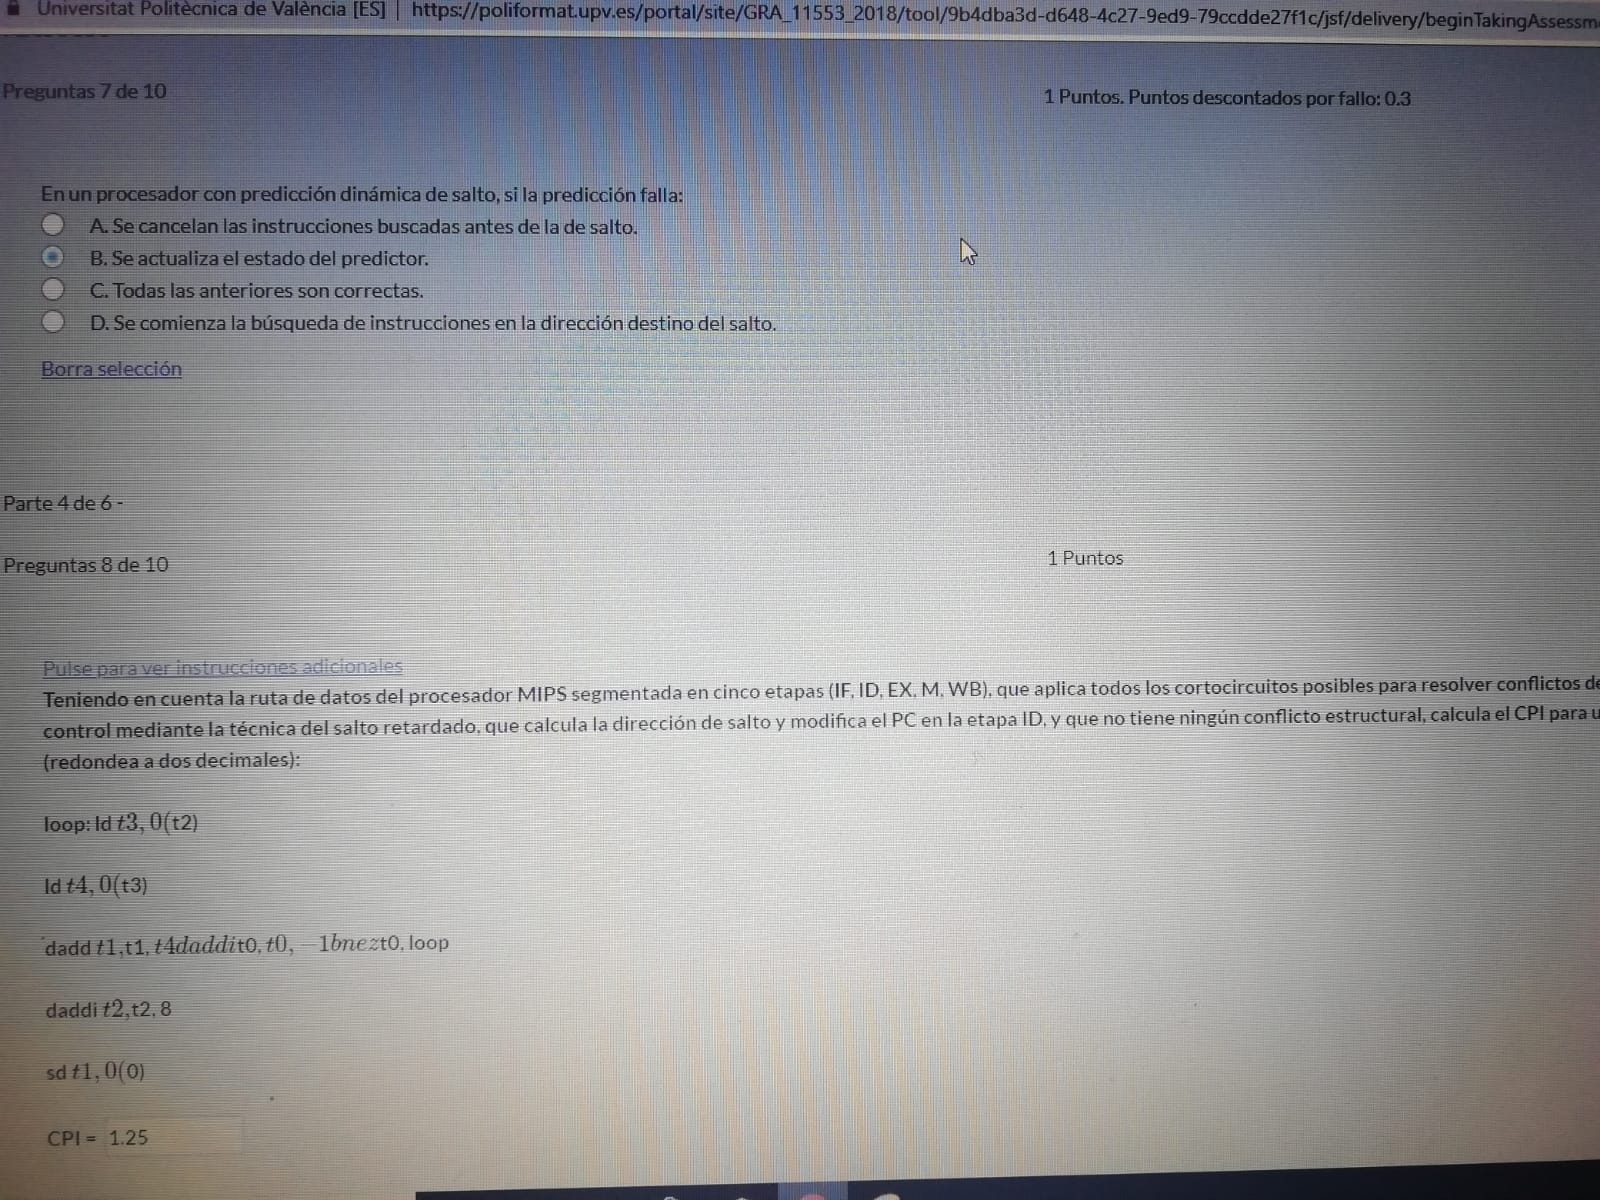 Universitat Politècnica de València [ES] | https://poliformat.upv.es/portal/site/GRA_11553_2018/tool/9b4dba3d-d648-4c27-9ed9-79ccdde27f1c/jsf/delivery/beginTakingAssessm
Preguntas 7 de 10
1 Puntos. Puntos descontados por fallo: 0.3
En un procesador con predicción dinámica de salto, si la predicción falla:
A. Se cancelan las instrucciones buscadas antes de la de salto.
B. Se actualiza el estado del predictor.
C. Todas las anteriores son correctas.
D. Se comienza la búsqueda de instrucciones en la dirección destino del salto.
Borra selección
Parte 4 de 6 -
Preguntas 8 de 10
1 Puntos
Pulse para ver instrucciones adicionales
Teniendo en cuenta la ruta de datos del procesador MIPS segmentada en cinco etapas (IF, ID, EX, M, WB), que aplica todos los cortocircuitos posibles para resolver conflictos de
control mediante la técnica del salto retardado, que calcula la dirección de salto y modifica el PC en la etapa ID, y que no tiene ningún conflicto estructural, calcula el CPI para u
(redondea a dos decimales):
loop: ld t3, 0(t2)
ld t4, 0(t3)
dadd t1,t1, t4daddit0, t0, −1bnezt0, loop
daddi t2,t2, 8
sd t1, 0(0)
CPI = 1.25